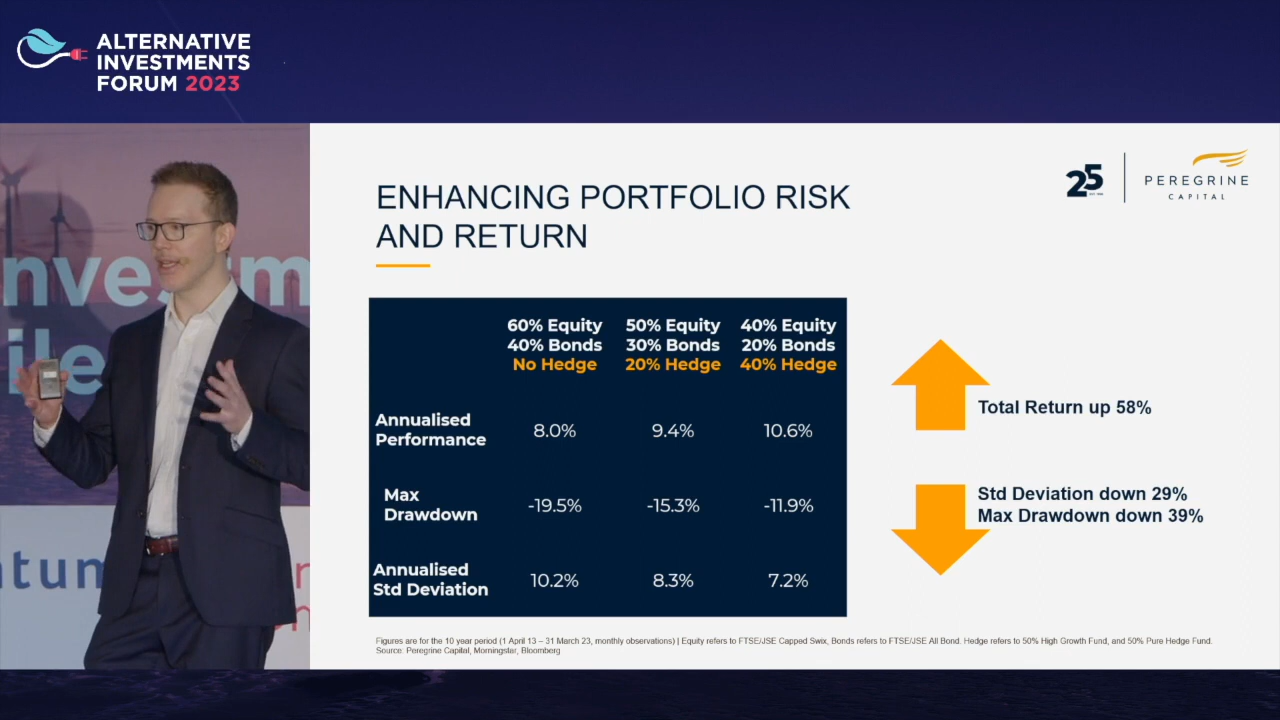 ALTERNATIVE
INVESTMENTS
FORUM 2023
nvestm
ile
tum
25
PEREGRINE
CAPITAL
ENHANCING PORTFOLIO RISK
AND RETURN
60% Equity 50% Equity 40% Equity
40% Bonds 30% Bonds 20% Bonds
No Hedge 20% Hedge 40% Hedge
Annualised
Performance 8.0% 9.4% 10.6%
Max
Drawdown -19.5% -15.3% -11.9%
Annualised
Std Deviation 10.2% 8.3% 7.2%
Total Return up 58%
Std Deviation down 29%
Max Drawdown down 39%
Figures are for the 10 year period (1 April 13 – 31 March 23, monthly observations) | Equity refers to FTSE/JSE Capped Swix, Bonds refers to FTSE/JSE All Bond. Hedge refers to 50% High Growth Fund, and 50% Pure Hedge Fund.
Source: Peregrine Capital, Morningstar, Bloomberg